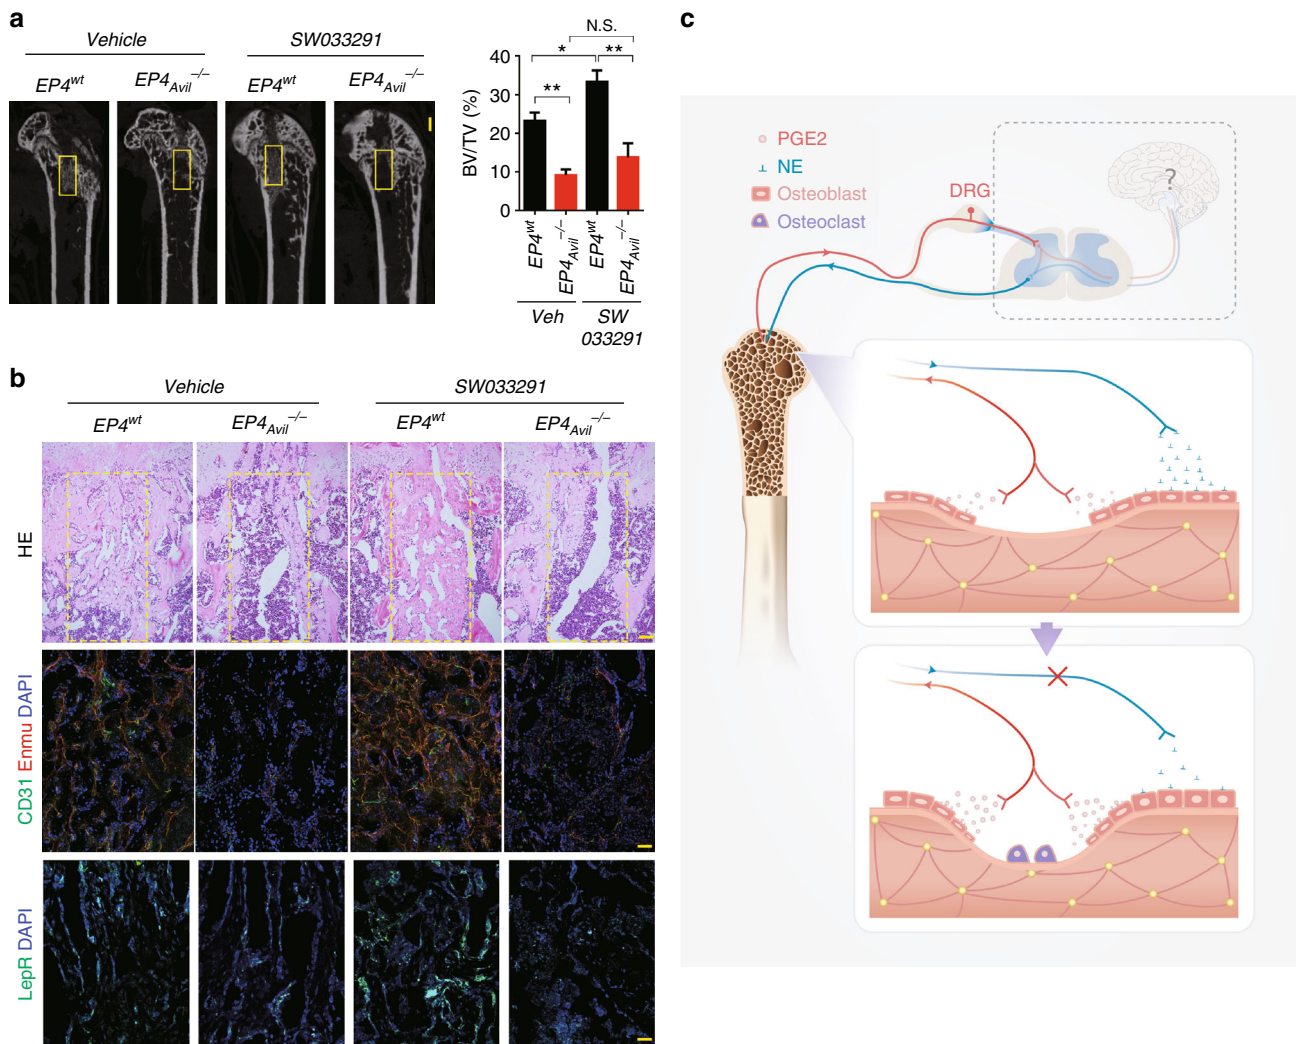 a
Vehicle
SW033291
EP4wt
EP4Avil−/−
EP4wt
EP4Avil−/−
N.S.
*
**
**
40
30
20
10
0
BV/TV (%)
EP4wt
EP4Avil−/−
EP4wt
EP4Avil−/−
Veh
SW
033291
b
Vehicle
SW033291
EP4wt
EP4Avil−/−
EP4wt
EP4Avil−/−
HE
CD31 Enmu DAPI
LepR DAPI
c
PGE2
NE
Osteoblast
Osteoclast
DRG
?